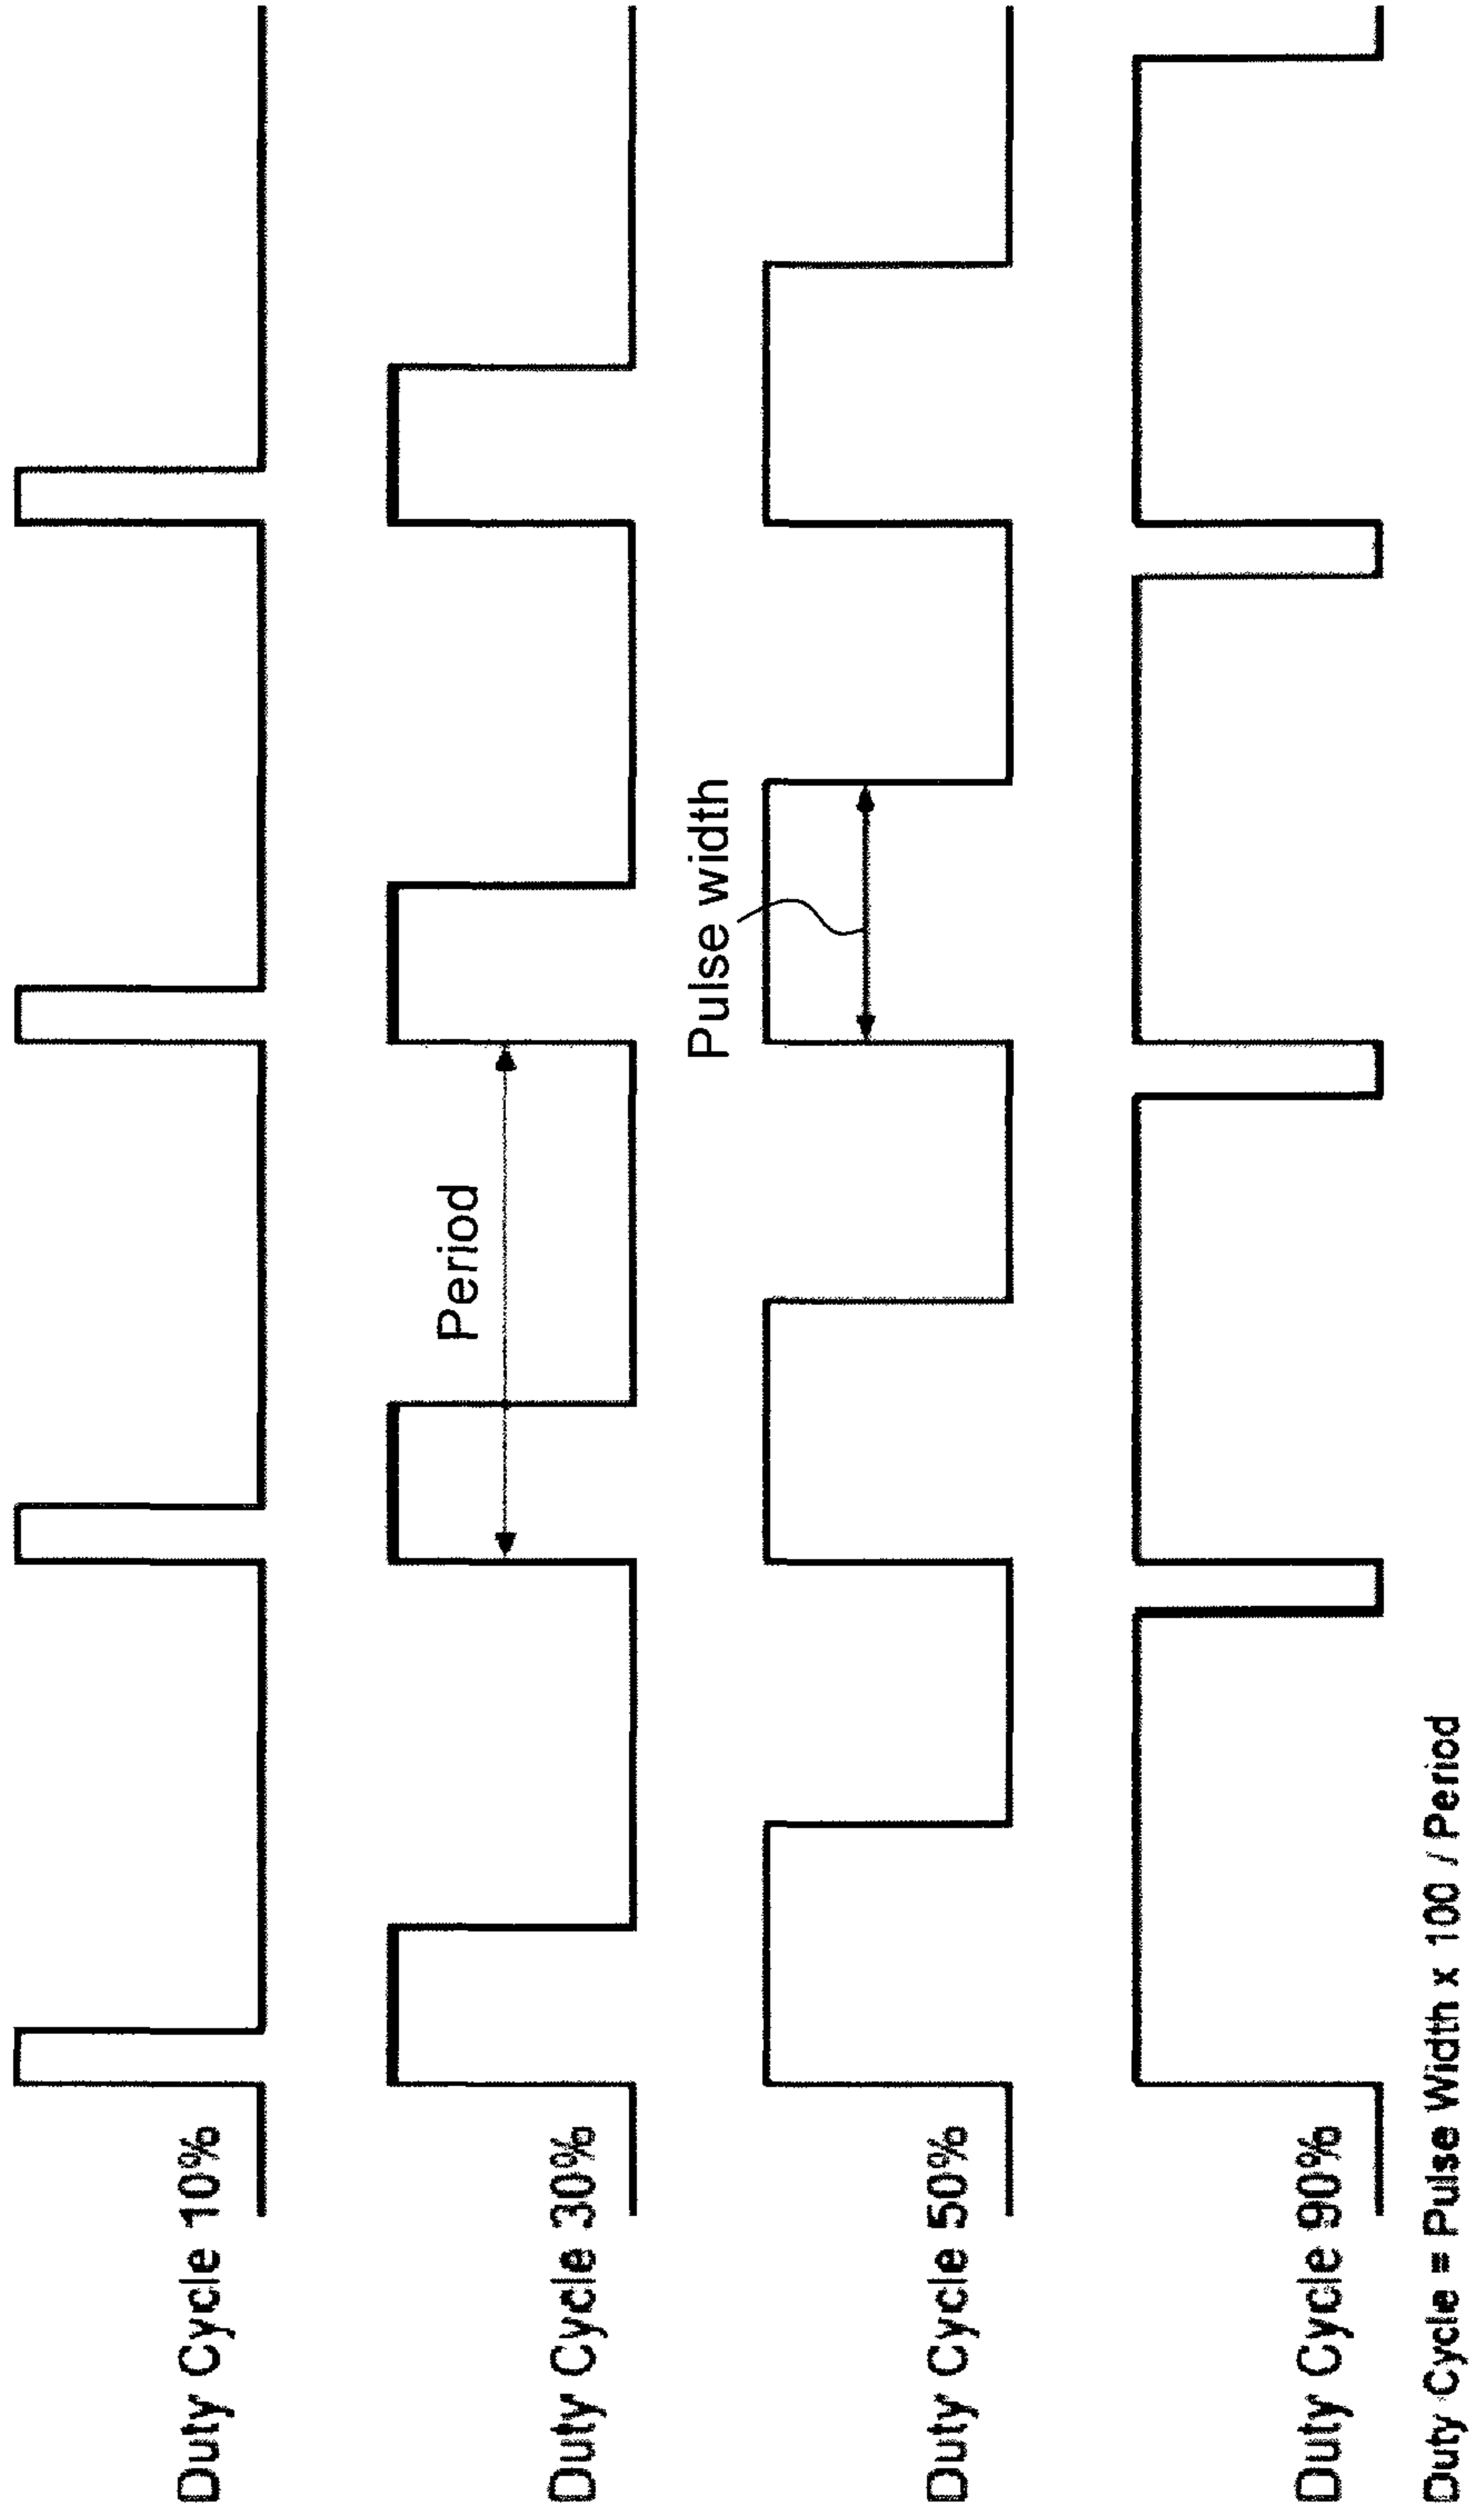 Duty Cycle 10%
Duty Cycle 30%
Period
Pulse width
Duty Cycle 50%
Duty Cycle 90%
Duty Cycle = Pulse Width x 100 / Period